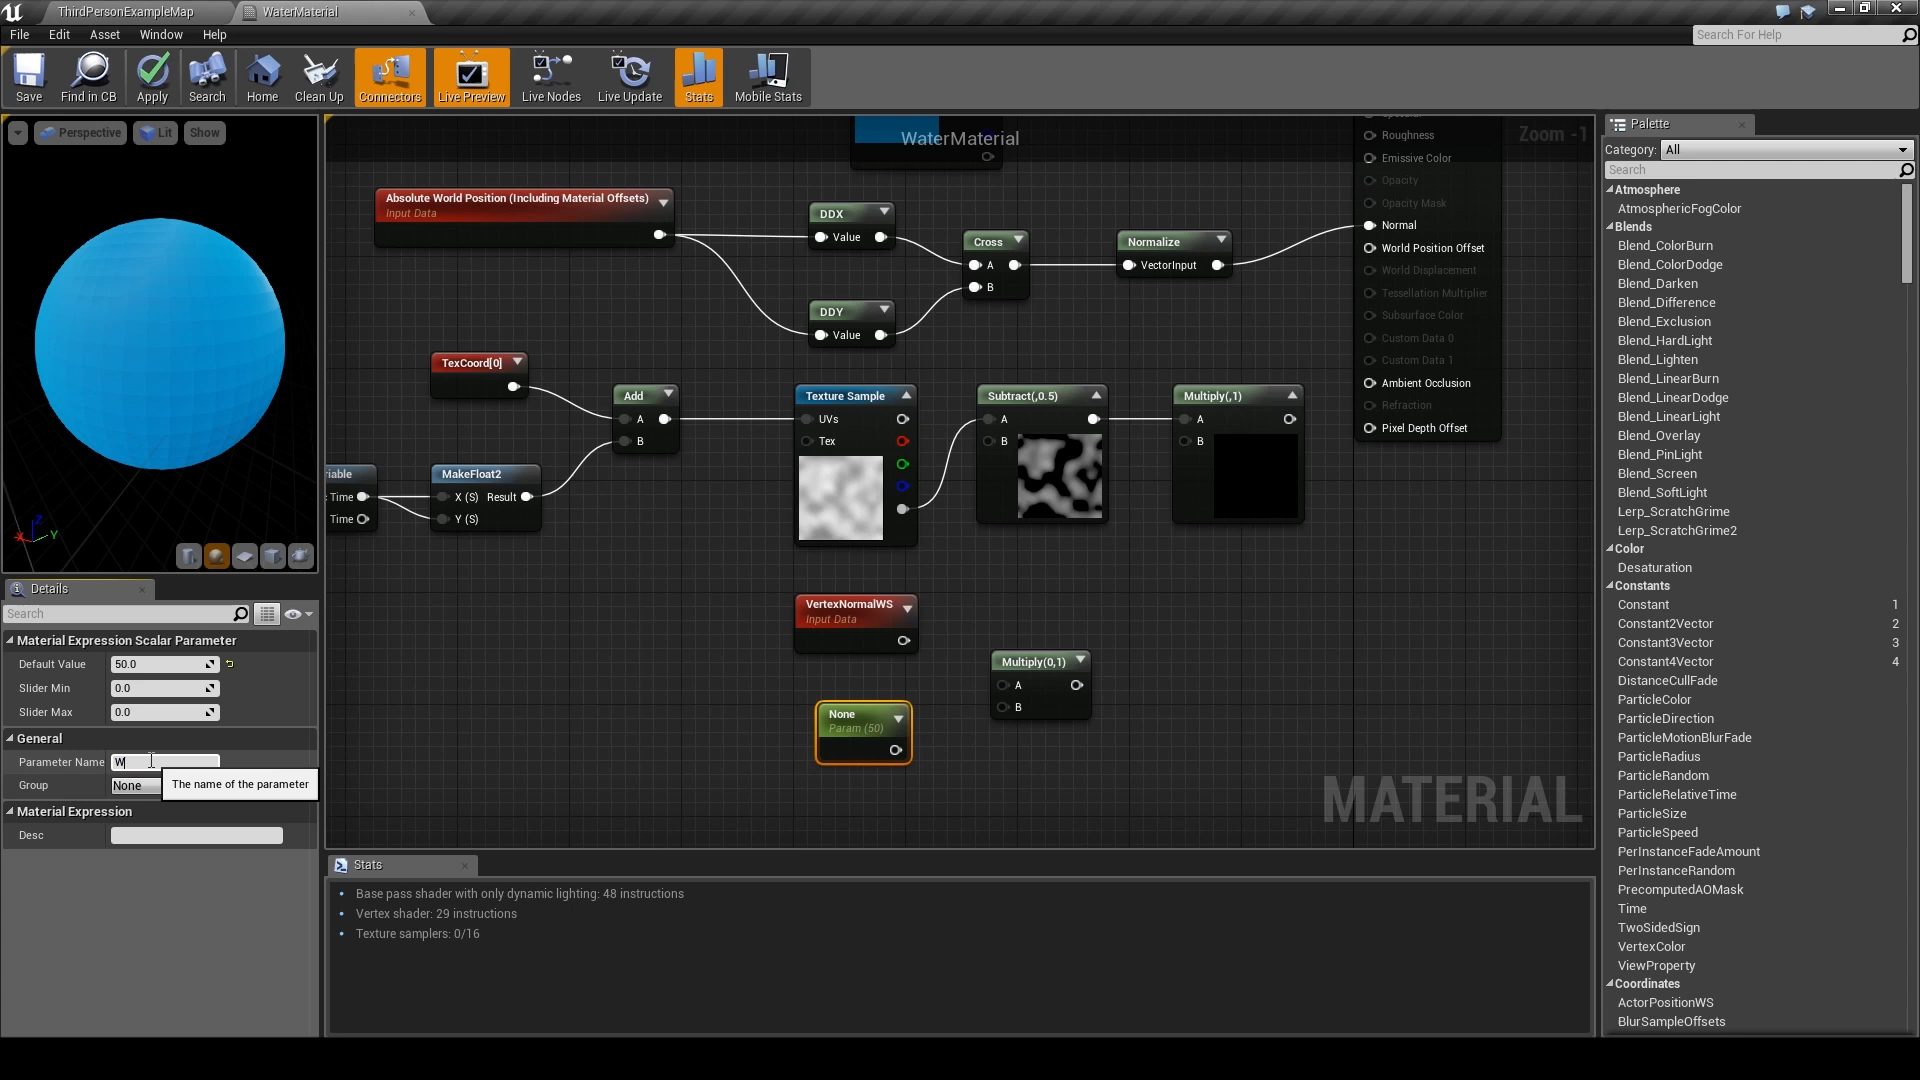 ThirdPersonExampleMap
WaterMaterial
File Edit Asset Window Help
Search For Help
Save
Find in CB
Apply
Search
Home
Clean Up
Connectors
Live Preview
Live Nodes
Live Update
Stats
Mobile Stats
Perspective
Lit
Show
Z
X
Y
WaterMaterial
Zoom -1
Absolute World Position (Including Material Offsets)
Input Data
DDX
Value
DDY
Value
Cross
A
B
Normalize
VectorInput
Roughness
Emissive Color
Opacity
Opacity Mask
Normal
World Position Offset
World Displacement
Tessellation Multiplier
Subsurface Color
Custom Data 0
Custom Data 1
Ambient Occlusion
Refraction
Pixel Depth Offset
TexCoord[0]
Add
A
B
Texture Sample
UVs
Tex
Subtract(,0.5)
A
B
Multiply(,1)
A
B
riable
: Time
Time
MakeFloat2
X (S) Result
Y (S)
VertexNormalWS
Input Data
Multiply(0,1)
A
B
None
Param (50)
MATERIAL
Details
Search
Material Expression Scalar Parameter
Default Value 50.0
Slider Min 0.0
Slider Max 0.0
General
Parameter Name W
Group None
The name of the parameter
Material Expression
Desc
Stats
Base pass shader with only dynamic lighting: 48 instructions
Vertex shader: 29 instructions
Texture samplers: 0/16
Palette
Category: All
Search
Atmosphere
AtmosphericFogColor
Blends
Blend_ColorBurn
Blend_ColorDodge
Blend_Darken
Blend_Difference
Blend_Exclusion
Blend_HardLight
Blend_Lighten
Blend_LinearBurn
Blend_LinearDodge
Blend_LinearLight
Blend_Overlay
Blend_PinLight
Blend_Screen
Blend_SoftLight
Lerp_ScratchGrime
Lerp_ScratchGrime2
Color
Desaturation
Constants
Constant 1
Constant2Vector 2
Constant3Vector 3
Constant4Vector 4
DistanceCullFade
ParticleColor
ParticleDirection
ParticleMotionBlurFade
ParticleRadius
ParticleRandom
ParticleRelativeTime
ParticleSize
ParticleSpeed
PerInstanceFadeAmount
PerInstanceRandom
PrecomputedAOMask
Time
TwoSidedSign
VertexColor
ViewProperty
Coordinates
ActorPositionWS
BlurSampleOffsets